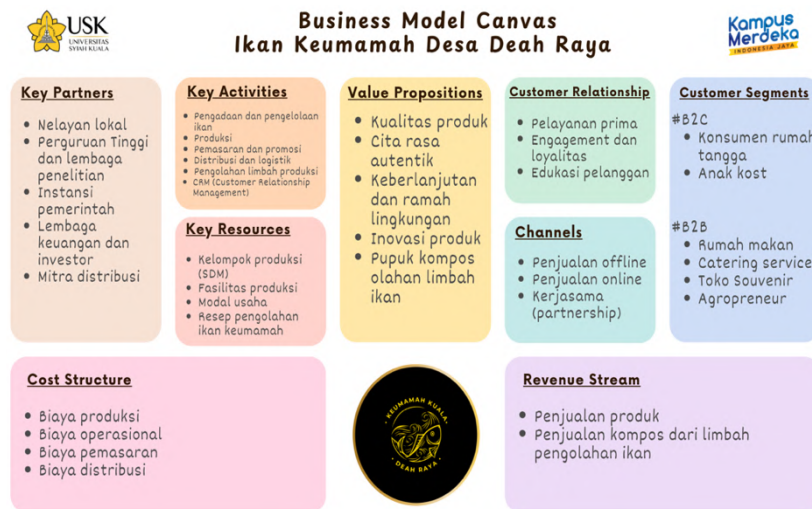 USK
UNIVERSITAS
SYIAH KUALA
Business Model Canvas
Ikan Keumamah Desa Deah Raya
Kampus
Merdeka
INDONESIA JAYA
Key Partners
• Nelayan lokal
• Perguruan Tinggi
dan lembaga
penelitian
• Instansi
pemerintah
• Lembaga
keuangan dan
investor
• Mitra distribusi
Key Activities
• Pengadaan dan pengelolaan
ikan
• Produksi
• Pemasaran dan promosi
• Distribusi dan logistik
• Pengolahan limbah produksi
• CRM (Customer Relationship
Management)
Key Resources
• Kelompok produksi
(SDM)
• Fasilitas produksi
• Modal usaha
• Resep pengolahan
ikan keumamah
Value Propositions
• Kualitas produk
• Cita rasa
autentik
• Keberlanjutan
dan ramah
lingkungan
• Inovasi produk
• Pupuk kompos
olahan limbah
ikan
Customer Relationship
• Pelayanan prima
• Engagement dan
loyalitas
• Edukasi pelanggan
Channels
• Penjualan offline
• Penjualan online
• Kerjasama
(partnership)
Customer Segments
#B2C
• Konsumen rumah
tangga
• Anak kost
#B2B
• Rumah makan
• Catering service
• Toko Souvenir
• Agropreneur
Cost Structure
• Biaya produksi
• Biaya operasional
• Biaya pemasaran
• Biaya distribusi
KEUMAMAH KUALA
DEAH RAYA
Revenue Stream
• Penjualan produk
• Penjualan kompos dari limbah
pengolahan ikan